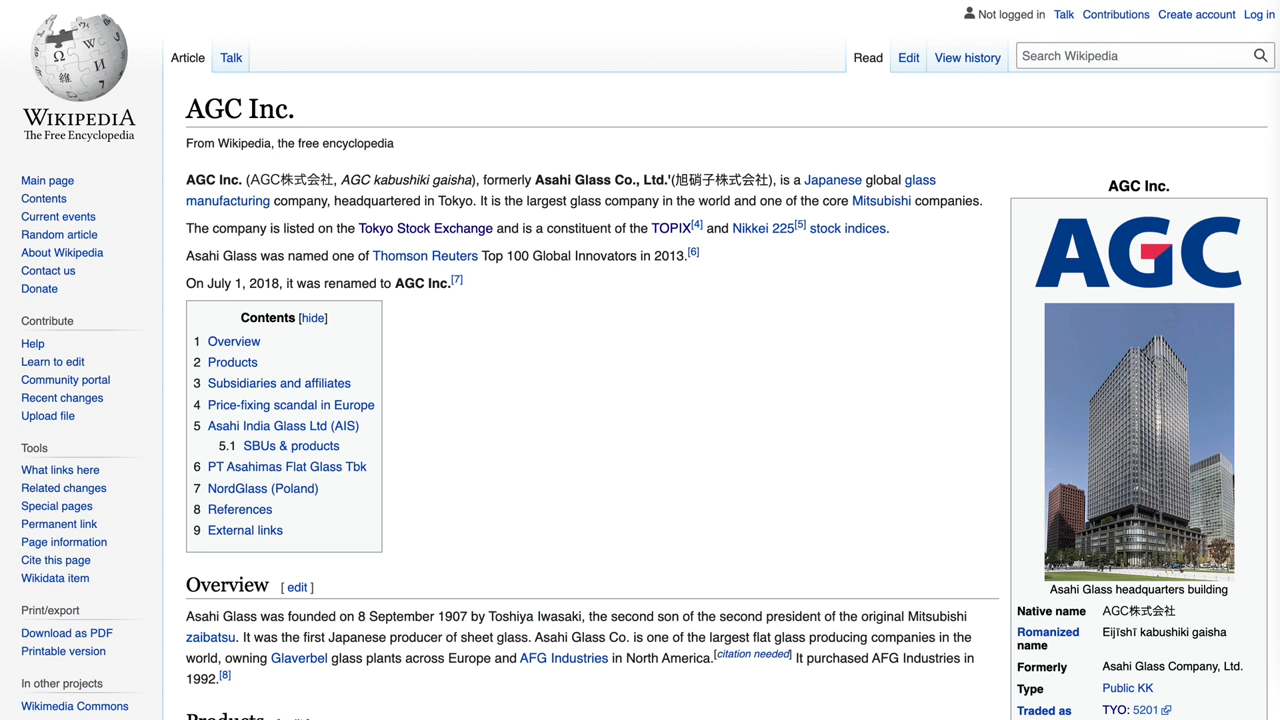 Not logged in Talk Contributions Create account Log in
Article Talk Read Edit View history Search Wikipedia
WIKIPEDIA
The Free Encyclopedia
Main page
Contents
Current events
Random article
About Wikipedia
Contact us
Donate
Contribute
Help
Learn to edit
Community portal
Recent changes
Upload file
Tools
What links here
Related changes
Special pages
Permanent link
Page information
Cite this page
Wikidata item
Print/export
Download as PDF
Printable version
In other projects
Wikimedia Commons
AGC Inc.
From Wikipedia, the free encyclopedia
AGC Inc. (AGC株式会社, AGC kabushiki gaisha), formerly Asahi Glass Co., Ltd.'(旭硝子株式会社), is a Japanese global glass
manufacturing company, headquartered in Tokyo. It is the largest glass company in the world and one of the core Mitsubishi companies.
The company is listed on the Tokyo Stock Exchange and is a constituent of the TOPIX[4] and Nikkei 225[5] stock indices.
Asahi Glass was named one of Thomson Reuters Top 100 Global Innovators in 2013.[6]
On July 1, 2018, it was renamed to AGC Inc.[7]
Contents [hide]
1 Overview
2 Products
3 Subsidiaries and affiliates
4 Price-fixing scandal in Europe
5 Asahi India Glass Ltd (AIS)
5.1 SBUs & products
6 PT Asahimas Flat Glass Tbk
7 NordGlass (Poland)
8 References
9 External links
Overview [ edit ]
Asahi Glass was founded on 8 September 1907 by Toshiya Iwasaki, the second son of the second president of the original Mitsubishi
zaibatsu. It was the first Japanese producer of sheet glass. Asahi Glass Co. is one of the largest flat glass producing companies in the
world, owning Glaverbel glass plants across Europe and AFG Industries in North America.[citation needed] It purchased AFG Industries in
1992.[8]
AGC Inc.
AGC
Asahi Glass headquarters building
Native name AGC株式会社
Romanized name Eijīshī kabushiki gaisha
Formerly Asahi Glass Company, Ltd.
Type Public KK
Traded as TYO: 5201